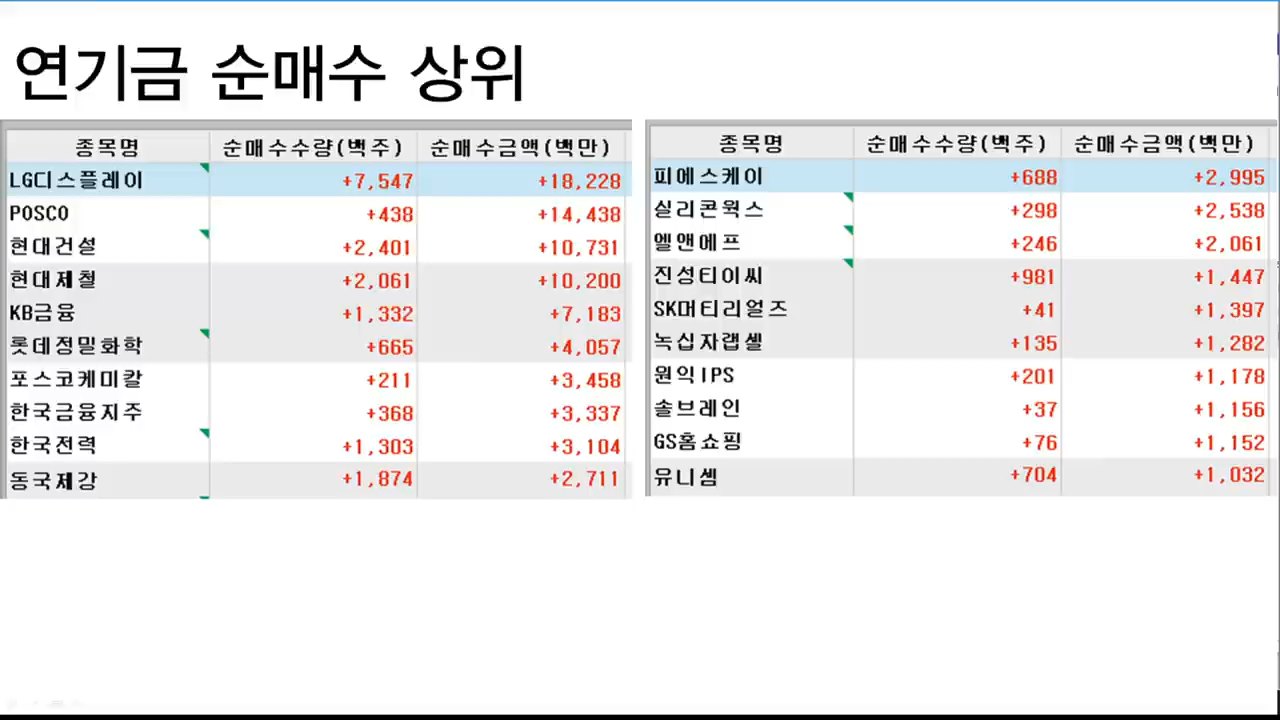 연기금 순매수 상위
종목명 순매수수량(백주) 순매수금액(백만)
LG디스플레이 +7,547 +18,228
POSCO +438 +14,438
현대건설 +2,401 +10,731
현대제철 +2,061 +10,200
KB금융 +1,332 +7,183
롯데정밀화학 +665 +4,057
포스코케미칼 +211 +3,458
한국금융지주 +368 +3,337
한국전력 +1,303 +3,104
동국제강 +1,874 +2,711
종목명 순매수수량(백주) 순매수금액(백만)
피에스케이 +688 +2,995
실리콘웍스 +298 +2,538
엘앤에프 +246 +2,061
진성티이씨 +981 +1,447
SK머티리얼즈 +41 +1,397
녹십자랩셀 +135 +1,282
원익IPS +201 +1,178
솔브레인 +37 +1,156
GS홈쇼핑 +76 +1,152
유니셈 +704 +1,032